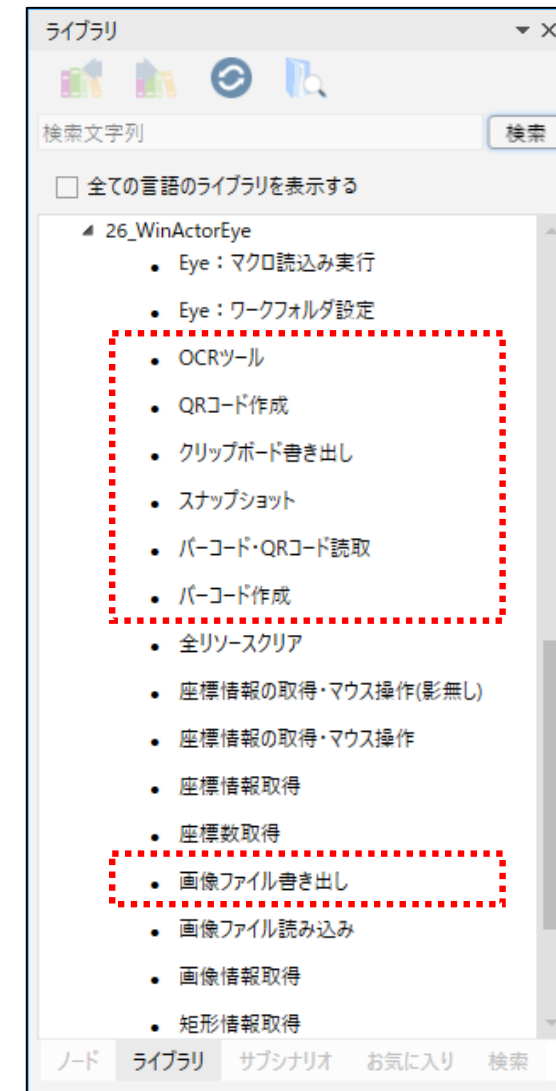 ライブラリ
検索文字列
検索
全ての言語のライブラリを表示する
26_WinActorEye
Eye：マクロ読込み実行
Eye：ワークフォルダ設定
OCRツール
QRコード作成
クリップボード書き出し
スナップショット
バーコード・QRコード読取
バーコード作成
全リソースクリア
座標情報の取得・マウス操作(影無し)
座標情報の取得・マウス操作
座標情報取得
座標数取得
画像ファイル書き出し
画像ファイル読み込み
画像情報取得
矩形情報取得
ノード ライブラリ サブシナリオ お気に入り 検索